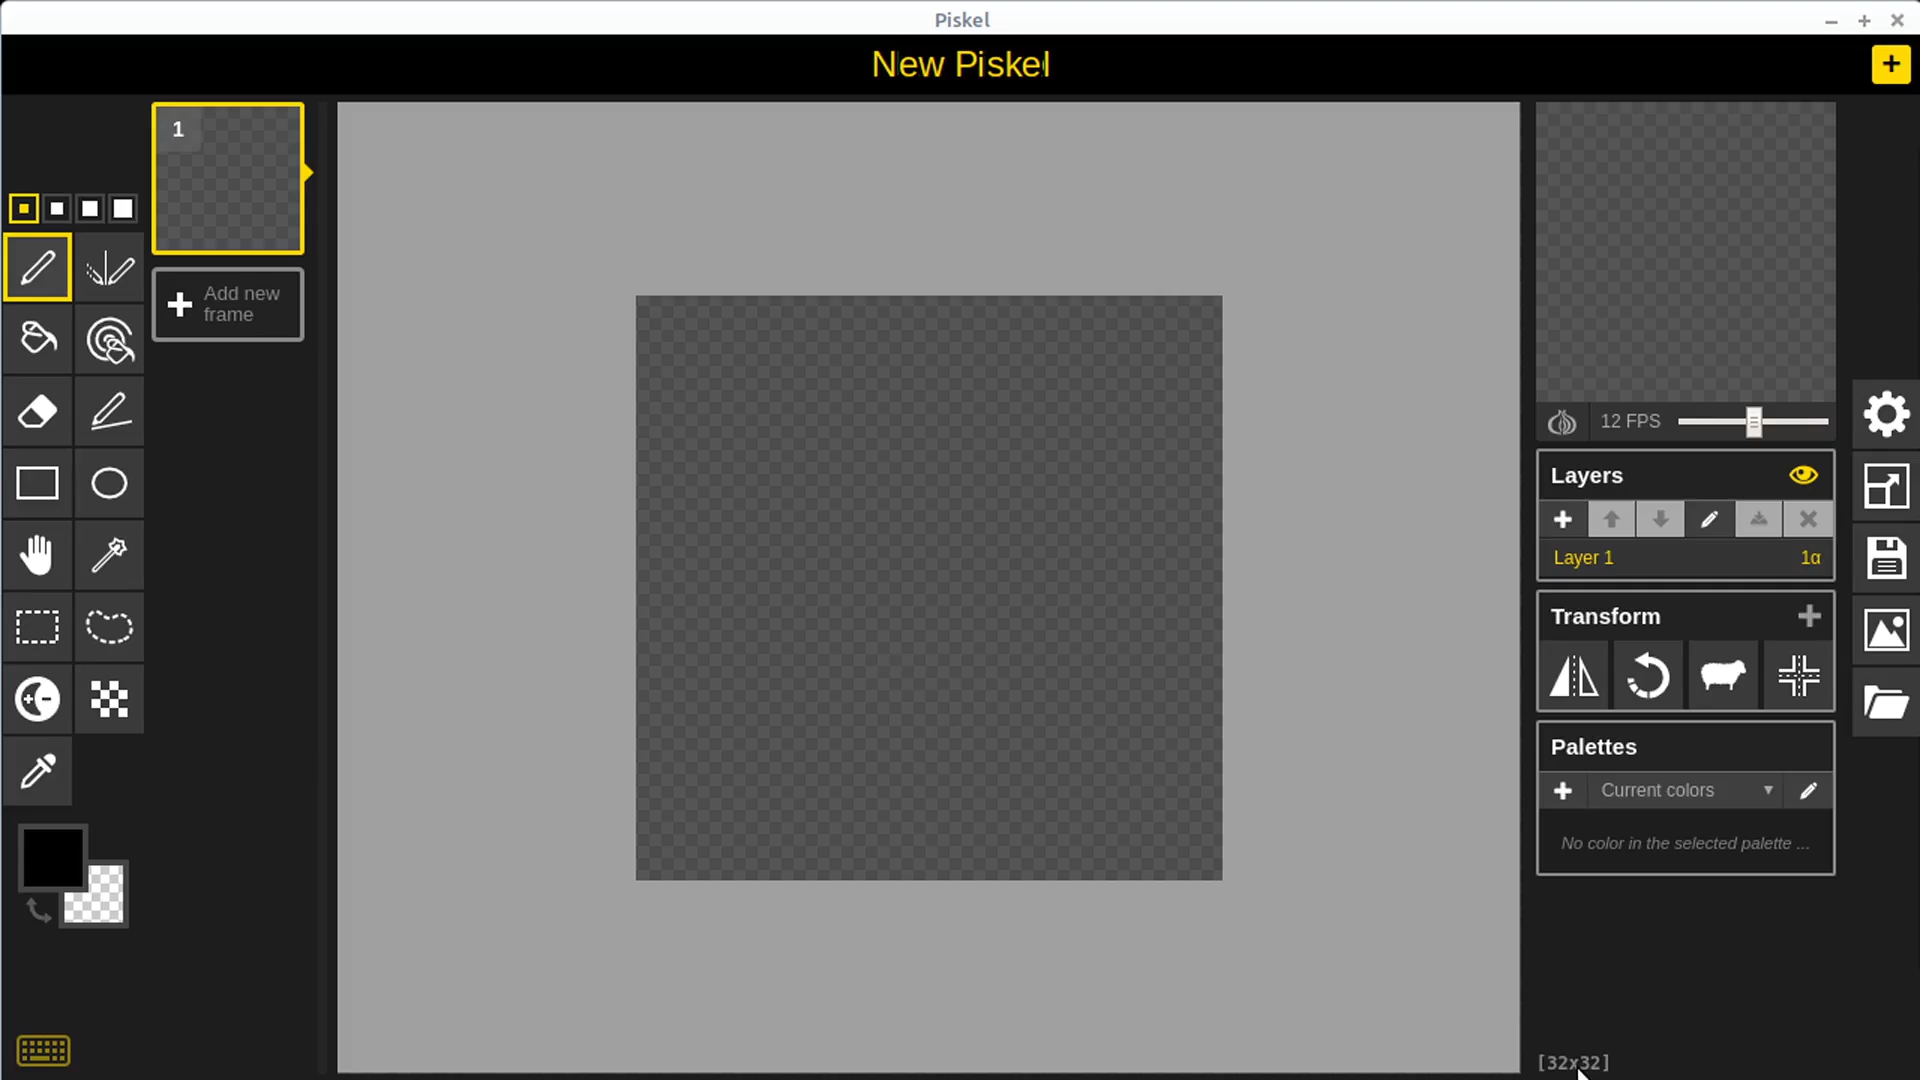 Piskel
New Piskel
1
Add new
frame
12 FPS
Layers
Layer 1
1α
Transform
Palettes
Current colors
No color in the selected palette ...
[32x32]